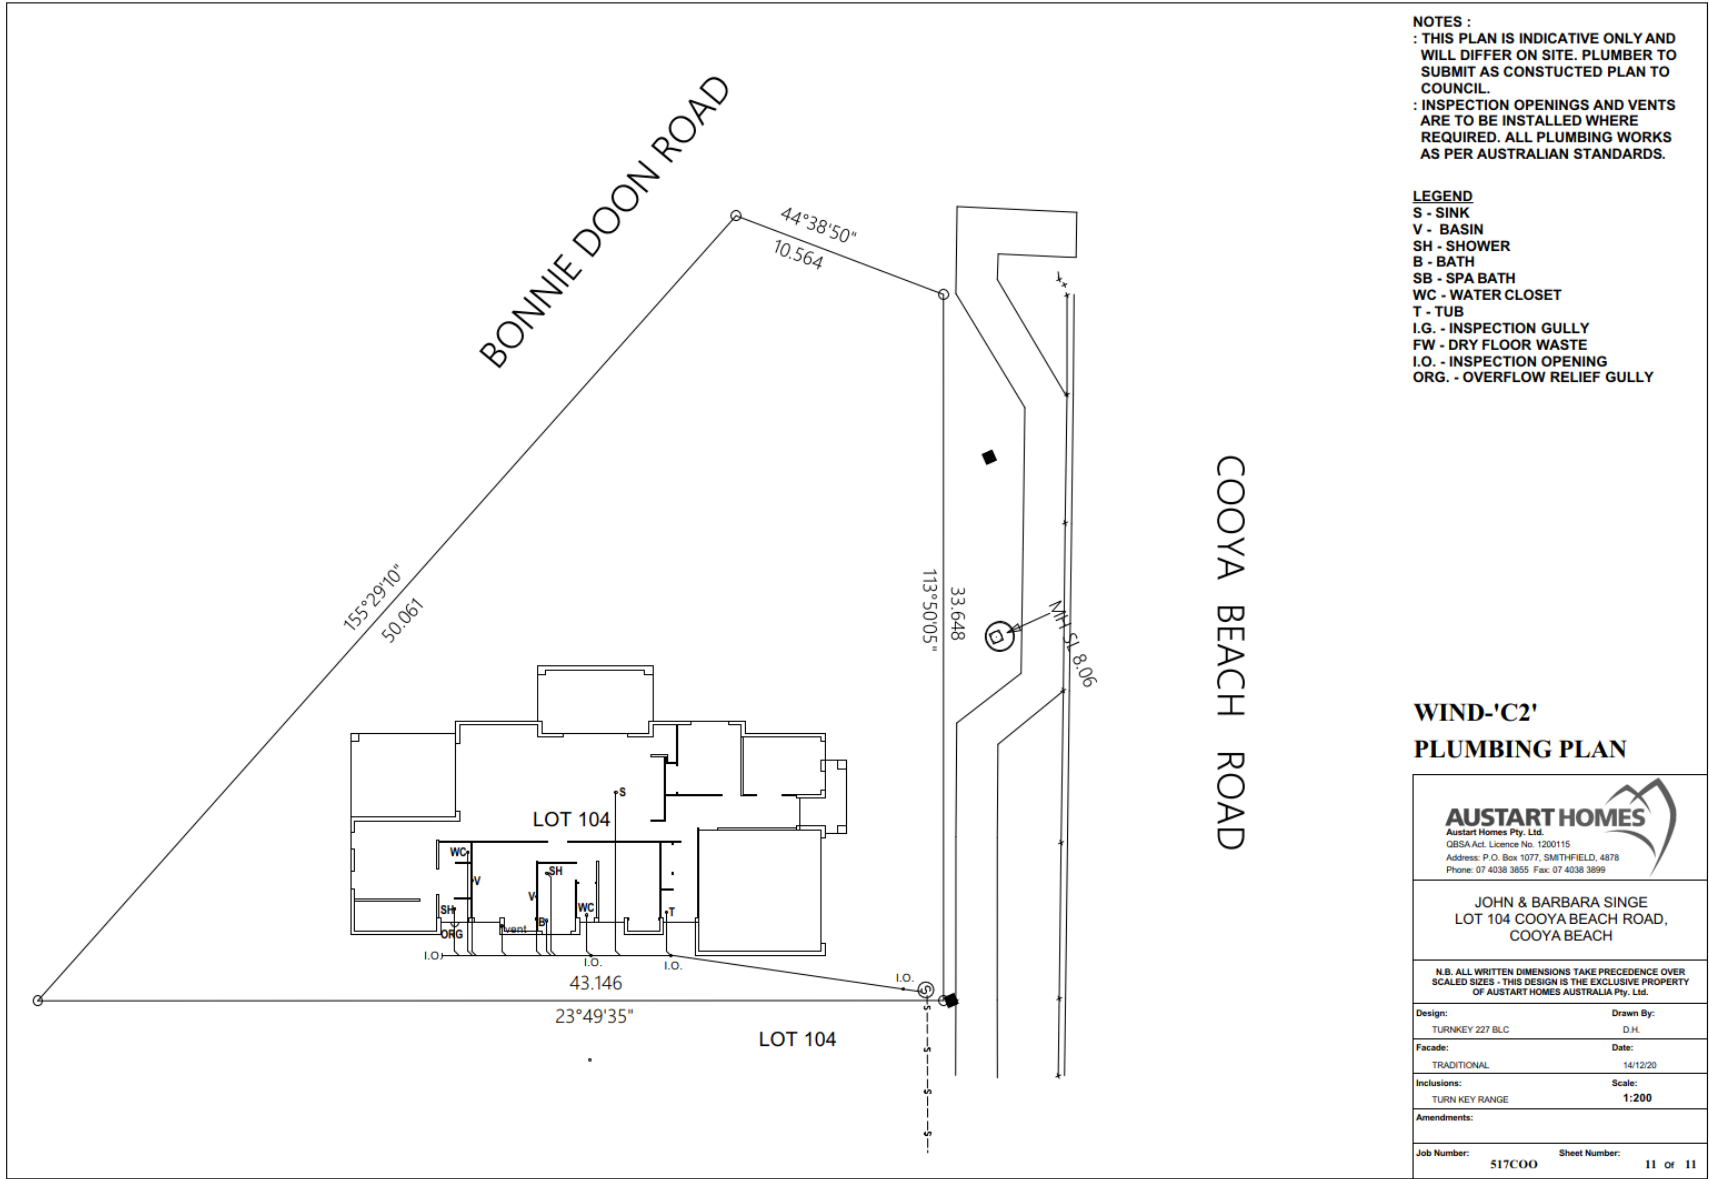 NOTES :
: THIS PLAN IS INDICATIVE ONLY AND
WILL DIFFER ON SITE. PLUMBER TO
SUBMIT AS CONSTUCTED PLAN TO
COUNCIL.
: INSPECTION OPENINGS AND VENTS
ARE TO BE INSTALLED WHERE
REQUIRED. ALL PLUMBING WORKS
AS PER AUSTRALIAN STANDARDS.
LEGEND
S - SINK
V - BASIN
SH - SHOWER
B - BATH
SB - SPA BATH
WC - WATER CLOSET
T - TUB
I.G. - INSPECTION GULLY
FW - DRY FLOOR WASTE
I.O. - INSPECTION OPENING
ORG. - OVERFLOW RELIEF GULLY
BONNIE DOON ROAD
44°38'50"
10.564
COOYA BEACH ROAD
155°29'10"
50.061
33.648
113°50'05"
MH SL 8.06
S
LOT 104
WC
V
SH
V
SH
ORG
vent
B
WC
T
I.O.
I.O.
I.O.
I.O.
S
43.146
23°49'35"
LOT 104
S
S
S
S
WIND-'C2'
PLUMBING PLAN
AUSTART HOMES
Austart Homes Pty. Ltd.
QBSA Act. Licence No. 1200115
Address: P.O. Box 1077, SMITHFIELD, 4878
Phone: 07 4038 3855 Fax: 07 4038 3899
JOHN & BARBARA SINGE
LOT 104 COOYA BEACH ROAD,
COOYA BEACH
N.B. ALL WRITTEN DIMENSIONS TAKE PRECEDENCE OVER
SCALED SIZES - THIS DESIGN IS THE EXCLUSIVE PROPERTY
OF AUSTART HOMES AUSTRALIA Pty. Ltd.
Design: Drawn By:
TURNKEY 227 BLC D.H.
Facade: Date:
TRADITIONAL 14/12/20
Inclusions: Scale:
TURN KEY RANGE 1:200
Amendments:
Job Number: Sheet Number:
517COO 11 Of 11